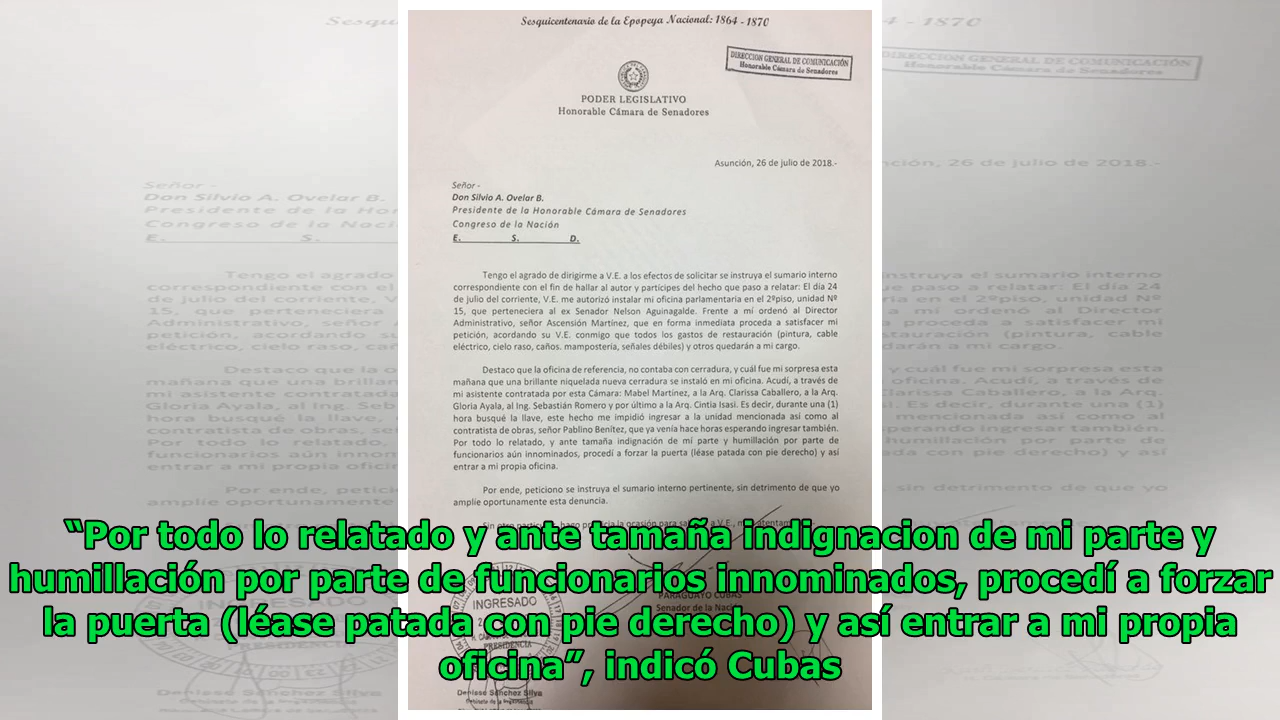 Sesquicentenario de la Epopeya Nacional: 1864 - 1870
DIRECCION GENERAL DE COMUNICACIÓN
Honorable Cámara de Senadores
PODER LEGISLATIVO
Honorable Cámara de Senadores
Asunción, 26 de julio de 2018.-
Señor -
Don Silvio A. Ovelar B.
Presidente de la Honorable Cámara de Senadores
Congreso de la Nación
E. S. D.
Tengo el agrado de dirigirme a V.E. a los efectos de solicitar se instruya el sumario interno
correspondiente con el fin de hallar al autor y partícipes del hecho que paso a relatar: El día 24
de julio del corriente, V.E. me autorizó instalar mi oficina parlamentaria en el 2ºpiso, unidad Nº
15, que perteneciera al ex Senador Nelson Aguinagalde. Frente a mí ordenó al Director
Administrativo, señor Ascensión Martínez, que en forma inmediata proceda a satisfacer mi
petición, acordando su V.E. conmigo que todos los gastos de restauración (pintura, cable
eléctrico, cielo raso, caños. mampostería, señales débiles) y otros quedarán a mi cargo.
Destaco que la oficina de referencia, no contaba con cerradura, y cuál fue mi sorpresa esta
mañana que una brillante niquelada nueva cerradura se instaló en mi oficina. Acudí, a través de
mi asistente contratada por esta Cámara: Mabel Martinez, a la Arq. Clarissa Caballero, a la Arq.
Gloria Ayala, al Ing. Sebastián Romero y por último a la Arq. Cintia Isasi. Es decir, durante una (1)
hora busqué la llave, este hecho me impidió ingresar a la unidad mencionada así como al
contratista de obras, señor Pablino Benítez, que ya venía hace horas esperando ingresar también.
Por todo lo relatado, y ante tamaña indignación de mí parte y humillación por parte de
funcionarios aún innominados, procedí a forzar la puerta (léase patada con pie derecho) y así
entrar a mi propia oficina.
Por ende, peticiono se instruya el sumario interno pertinente, sin detrimento de que yo
amplie oportunamente esta denuncia.
“Por todo lo relatado y ante tamaña indignacion de mi parte y
humillación por parte de funcionarios innominados, procedí a forzar
la puerta (léase patada con pie derecho) y así entrar a mi propia
oficina”, indicó Cubas
PARAGUAYO CUBAS
Senador de la Nación
INGRESADO
PRESIDENCIA
Denisse Sánchez Silva